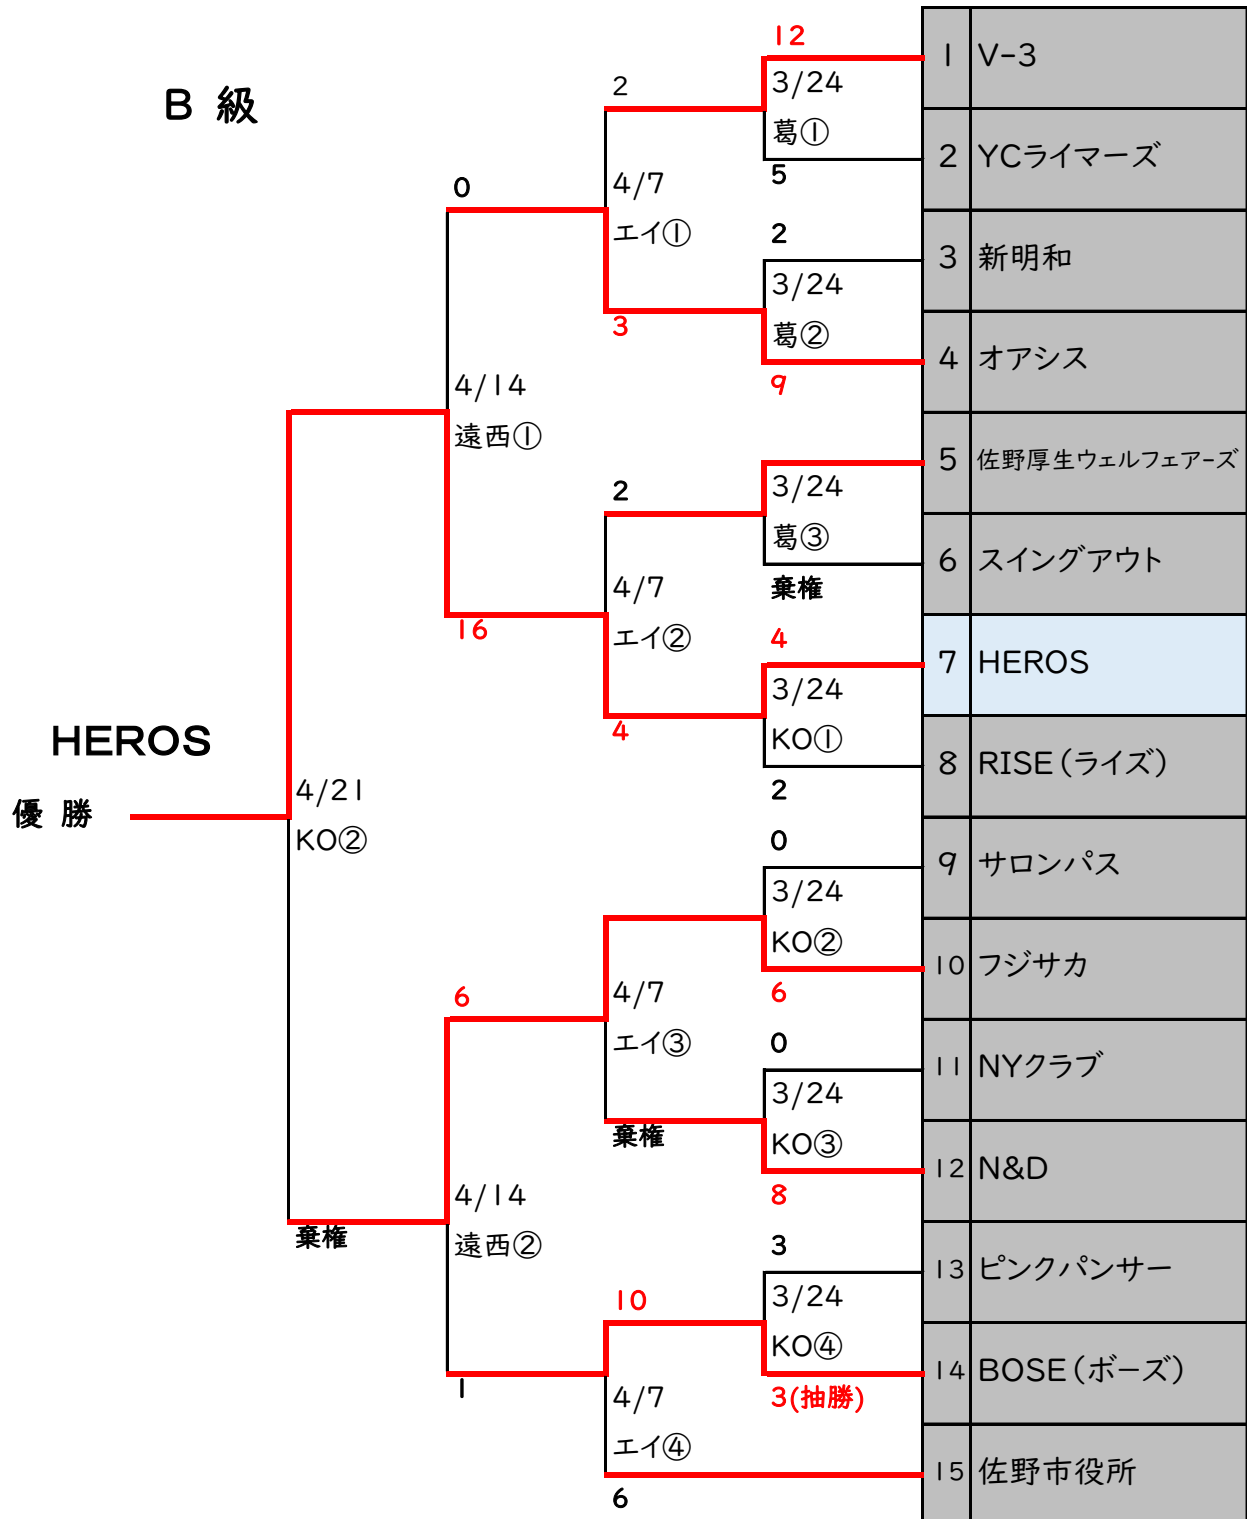 B 級
12
1 V-3
3/24
2
葛①
2 YCライマーズ
5
4/7
0
エイ①
2
3 新明和
3/24
3
葛②
4 オアシス
9
4/14
遠西①
5 佐野厚生ウェルフェアーズ
2
3/24
葛③
6 スイングアウト
棄権
4/7
16
エイ②
4
7 HEROS
3/24
4
KO①
HEROS
8 RISE(ライズ)
2
4/21
優 勝
KO②
0
9 サロンパス
3/24
KO②
10 フジサカ
6
4/7
6
エイ③
0
11 NYクラブ
3/24
棄権
KO③
12 N&D
8
4/14
棄権
遠西②
3
13 ピンクパンサー
3/24
10
KO④
14 BOSE(ボーズ)
1
3(抽勝)
4/7
エイ④
15 佐野市役所
6